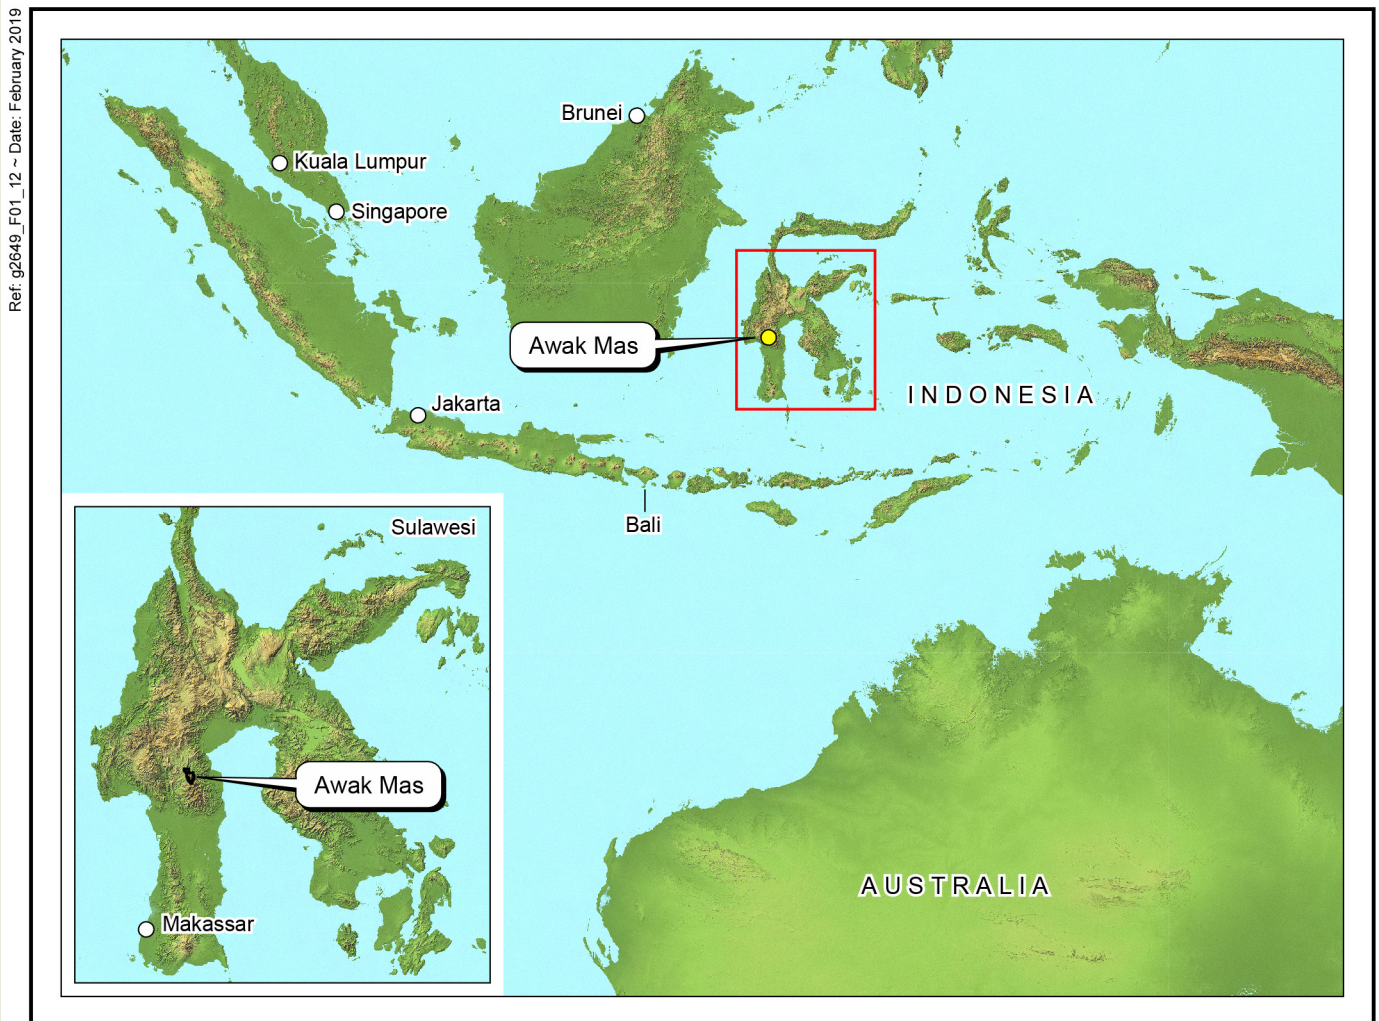 Ref: g2649_F01_12 ~ Date: February 2019
Brunei
Kuala Lumpur
Singapore
Awak Mas
INDONESIA
Jakarta
Bali
Sulawesi
Awak Mas
AUSTRALIA
Makassar